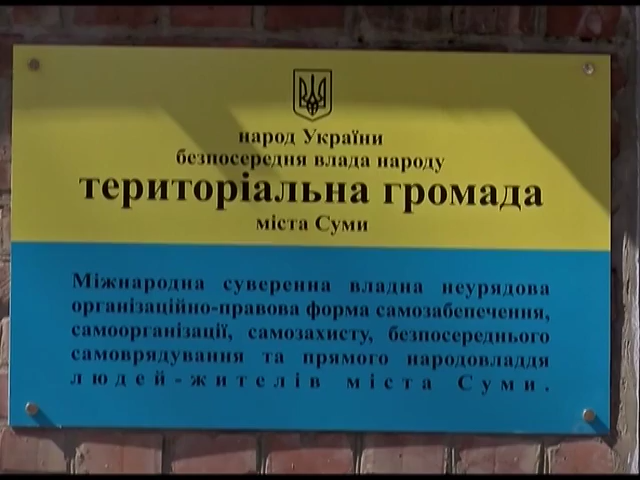 народ України
безпосередня влада народу
територіальна громада
міста Суми
Міжнародна суверенна владна неурядова
організаційно-правова форма самозабепечення,
самоорганізації, самозахисту, безпосереднього
самоврядування та прямого народовладдя
людей-жителів міста Суми.